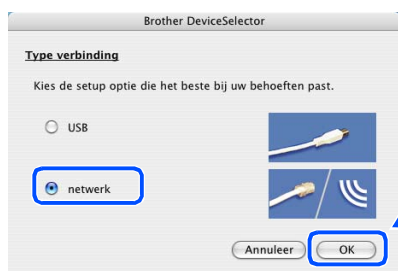 Brother DeviceSelector
Type verbinding
Kies de setup optie die het beste bij uw behoeften past.
USB
netwerk
Annuleer OK